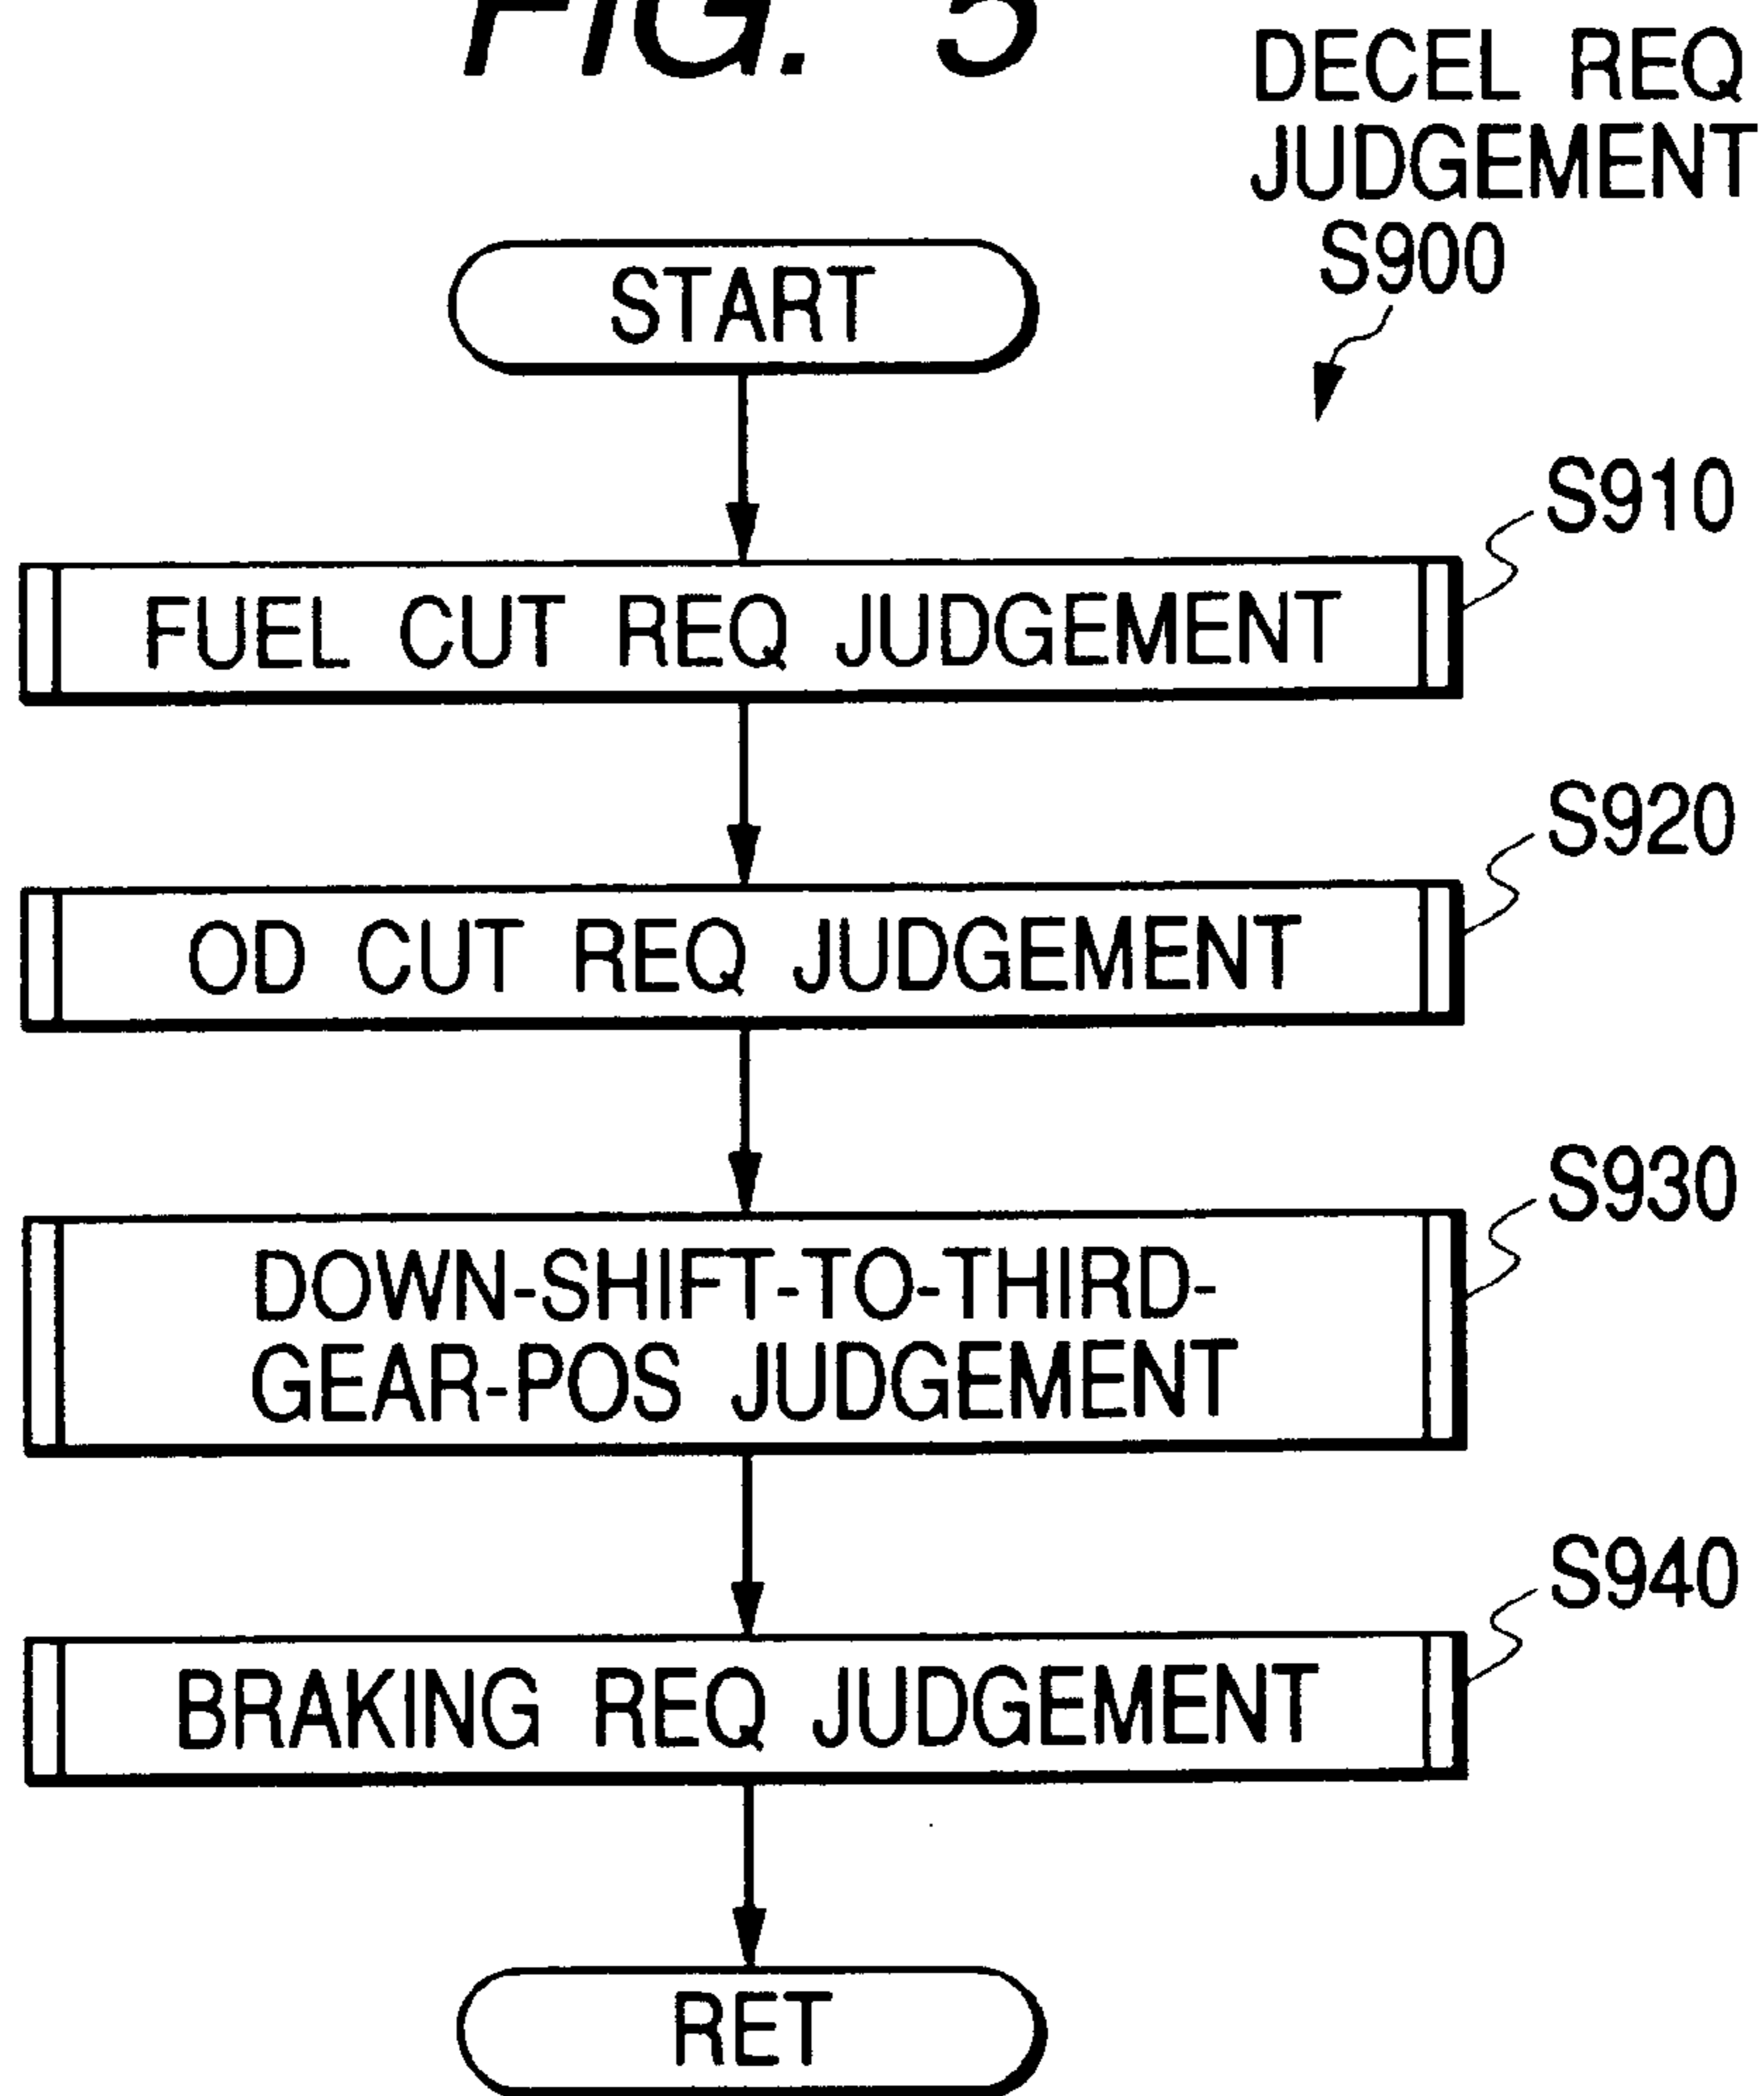 FIG. 5
DECEL REQ
JUDGEMENT
S900
START
S910
FUEL CUT REQ JUDGEMENT
S920
OD CUT REQ JUDGEMENT
S930
DOWN-SHIFT-TO-THIRD-
GEAR-POS JUDGEMENT
S940
BRAKING REQ JUDGEMENT
RET